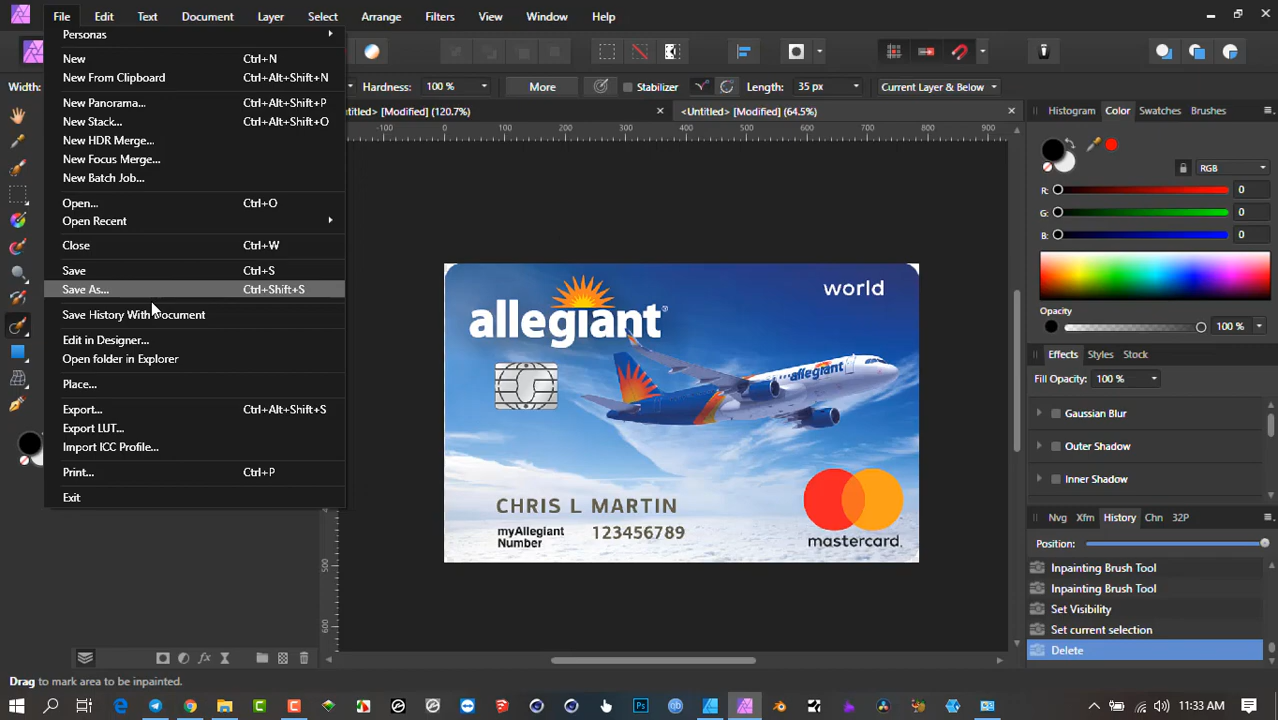 File Edit Text Document Layer Select Arrange Filters View Window Help
Personas
New Ctrl+N
New From Clipboard Ctrl+Alt+Shift+N
New Panorama... Ctrl+Alt+Shift+P
New Stack... Ctrl+Alt+Shift+O
New HDR Merge...
New Focus Merge...
New Batch Job...
Open... Ctrl+O
Open Recent
Close Ctrl+W
Save Ctrl+S
Save As... Ctrl+Shift+S
Save History With Document
Edit in Designer...
Open folder in Explorer
Place...
Export... Ctrl+Alt+Shift+S
Export LUT...
Import ICC Profile...
Print... Ctrl+P
Exit
Width: Hardness: 100 % More Stabilizer Length: 35 px Current Layer & Below
[Modified] (120.7%) <Untitled> [Modified] (64.5%)
-100 0 100 200 300 400 500 600 700 800 900
500
600
world
allegiant®
allegiant
CHRIS L MARTIN
myAllegiant
Number 123456789
mastercard.
Histogram Color Swatches Brushes
RGB
R: 0
G: 0
B: 0
Opacity
100 %
Effects Styles Stock
Fill Opacity: 100 %
Gaussian Blur
Outer Shadow
Inner Shadow
Nvg Xfm History Chn 32P
Position:
Inpainting Brush Tool
Inpainting Brush Tool
Set Visibility
Set current selection
Delete
Drag to mark area to be inpainted.
fx
Ps
qb
11:33 AM